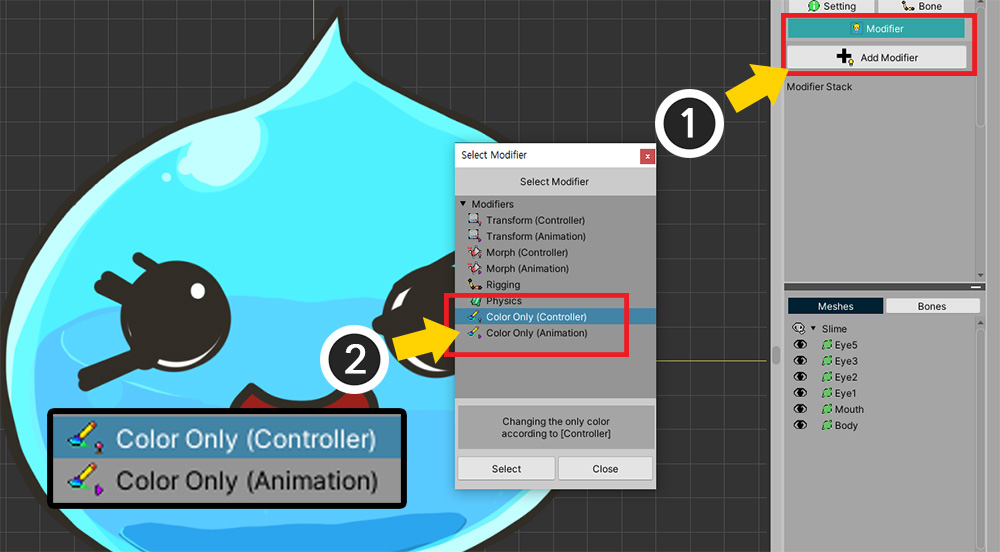 Setting
Bone
Modifier
Add Modifier
Modifier Stack
1
Select Modifier
x
Select Modifier
Modifiers
Transform (Controller)
Transform (Animation)
Morph (Controller)
Morph (Animation)
Rigging
Physics
Color Only (Controller)
Color Only (Animation)
2
Changing the only color
according to [Controller]
Select
Close
Color Only (Controller)
Color Only (Animation)
Meshes
Bones
Slime
Eye5
Eye3
Eye2
Eye1
Mouth
Body